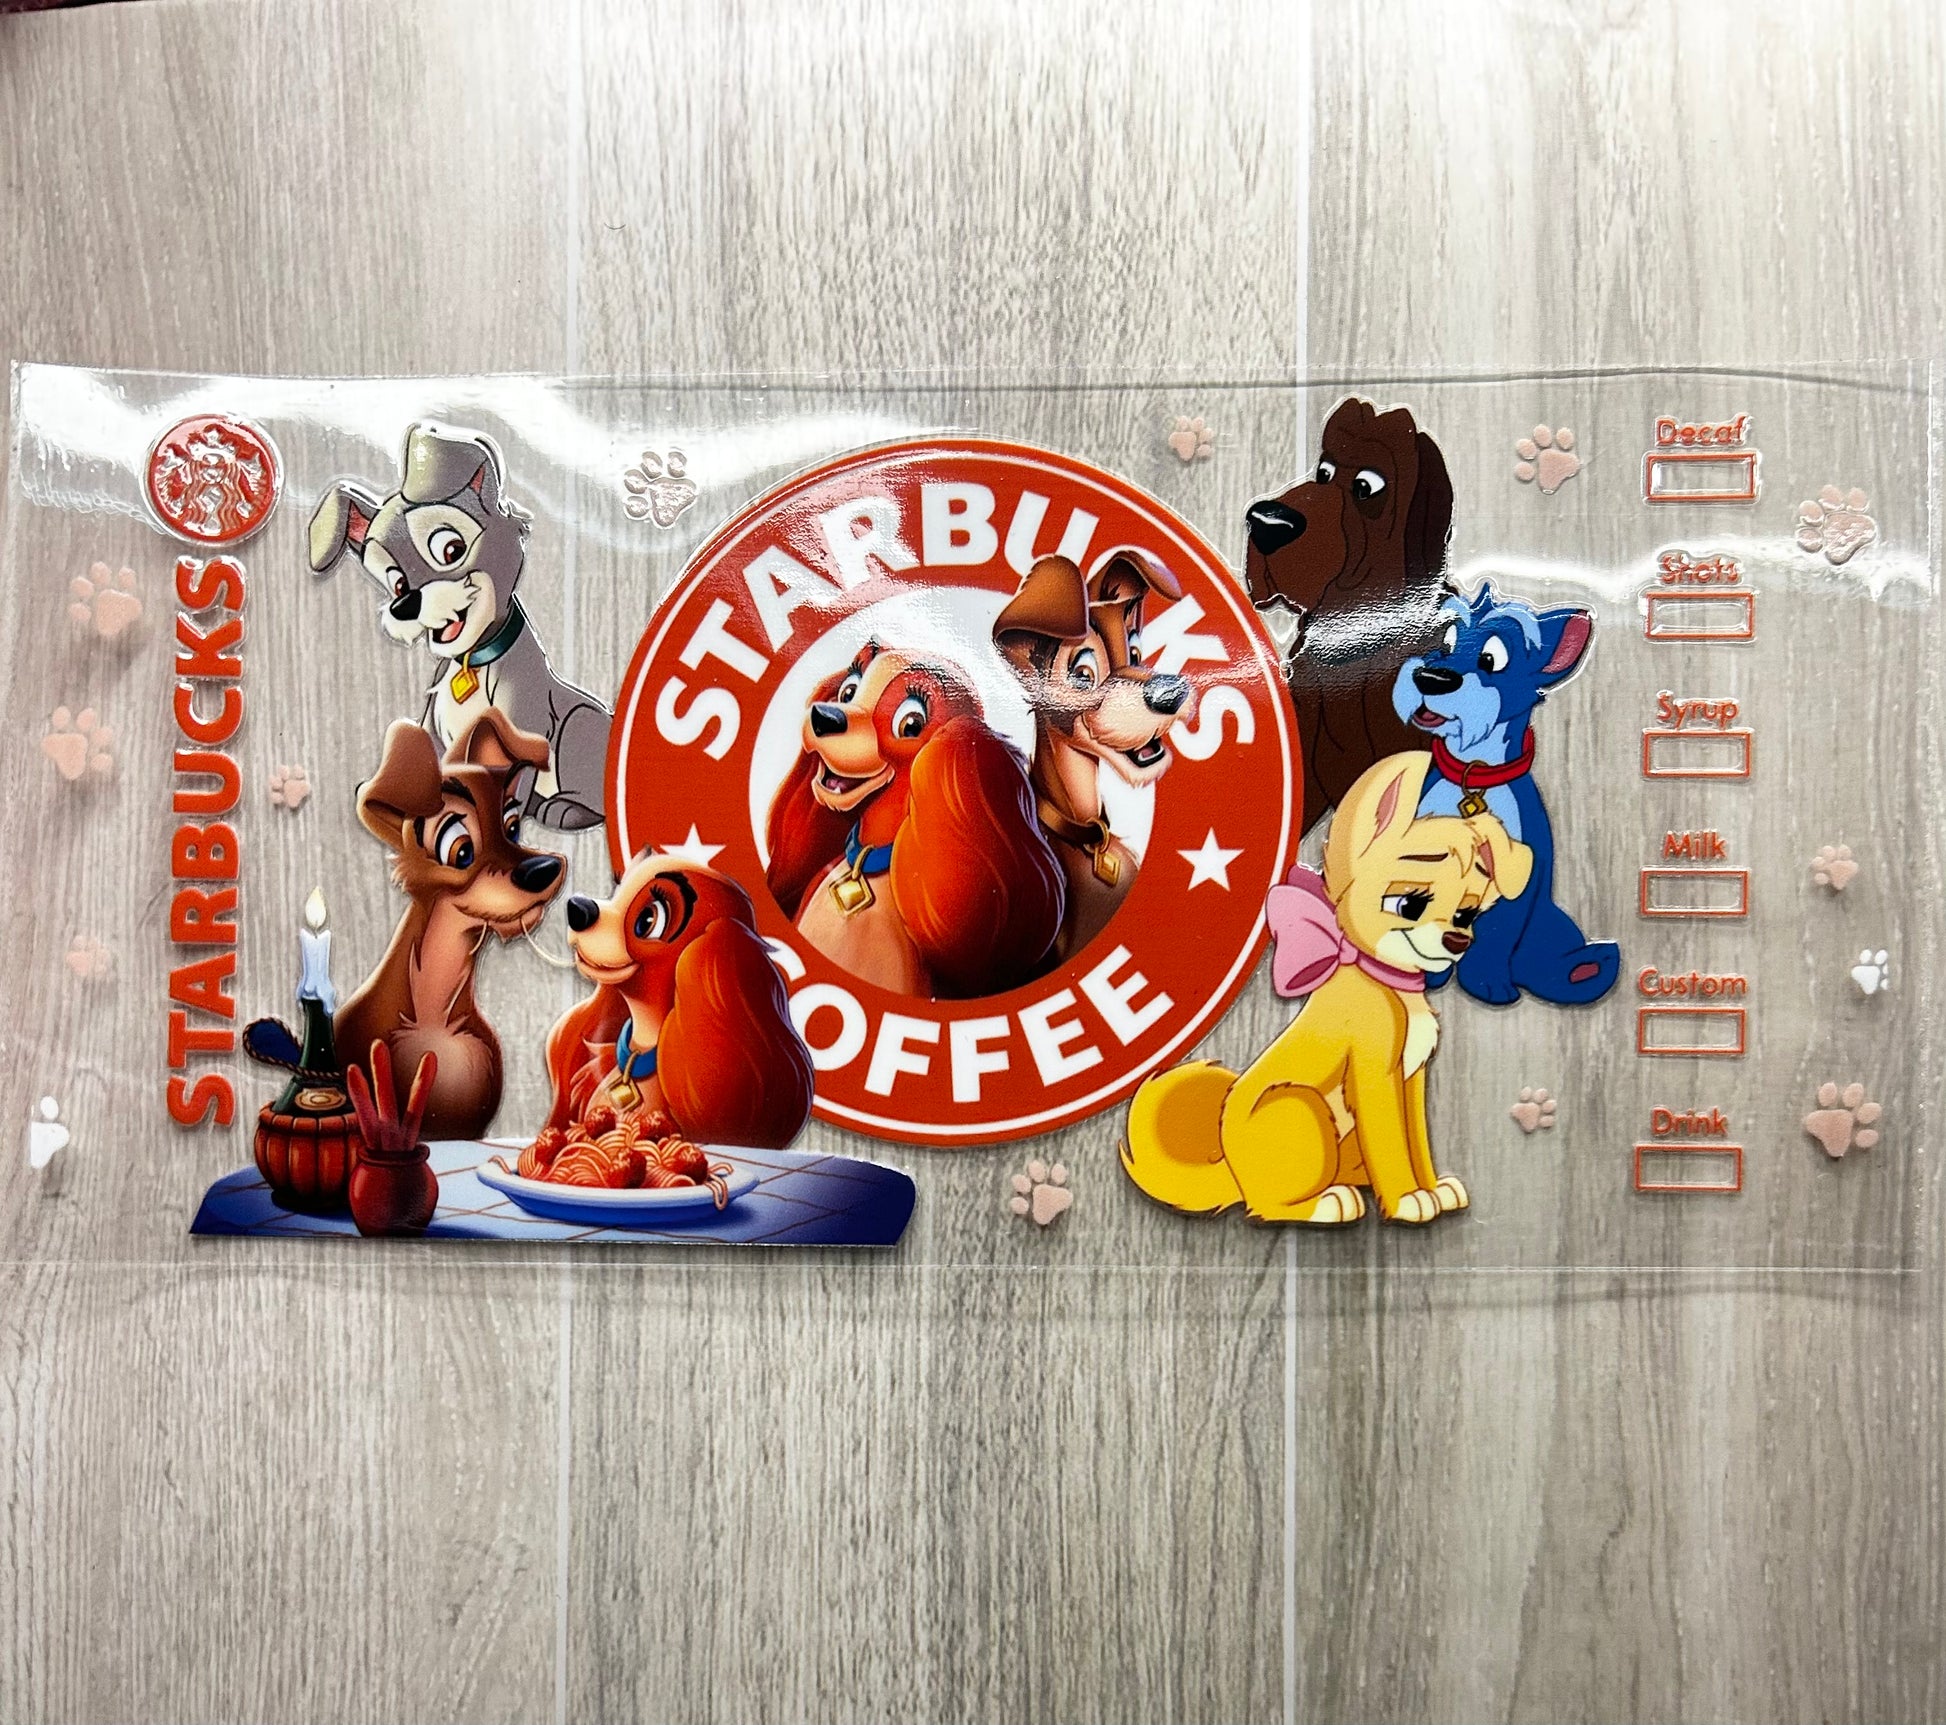 STARBUCKS
STARBUCKS
COFFEE
Decaf
Shots
Syrup
Milk
Custom
Drink